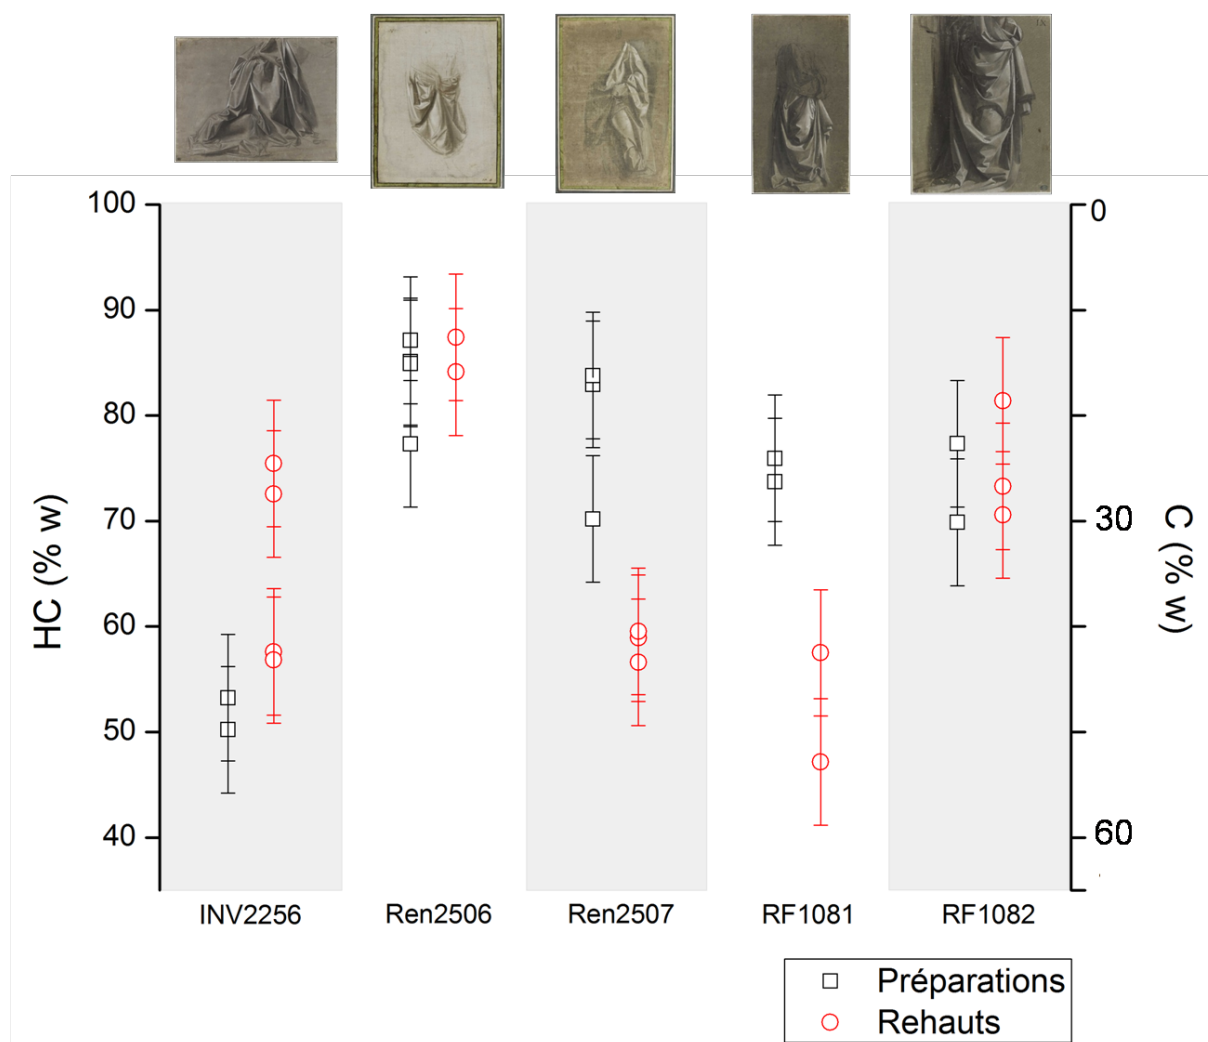 100
90
80
70
60
50
40
HC (% w)
0
30
60
C (% w)
INV2256
Ren2506
Ren2507
RF1081
RF1082
Préparations
Rehauts